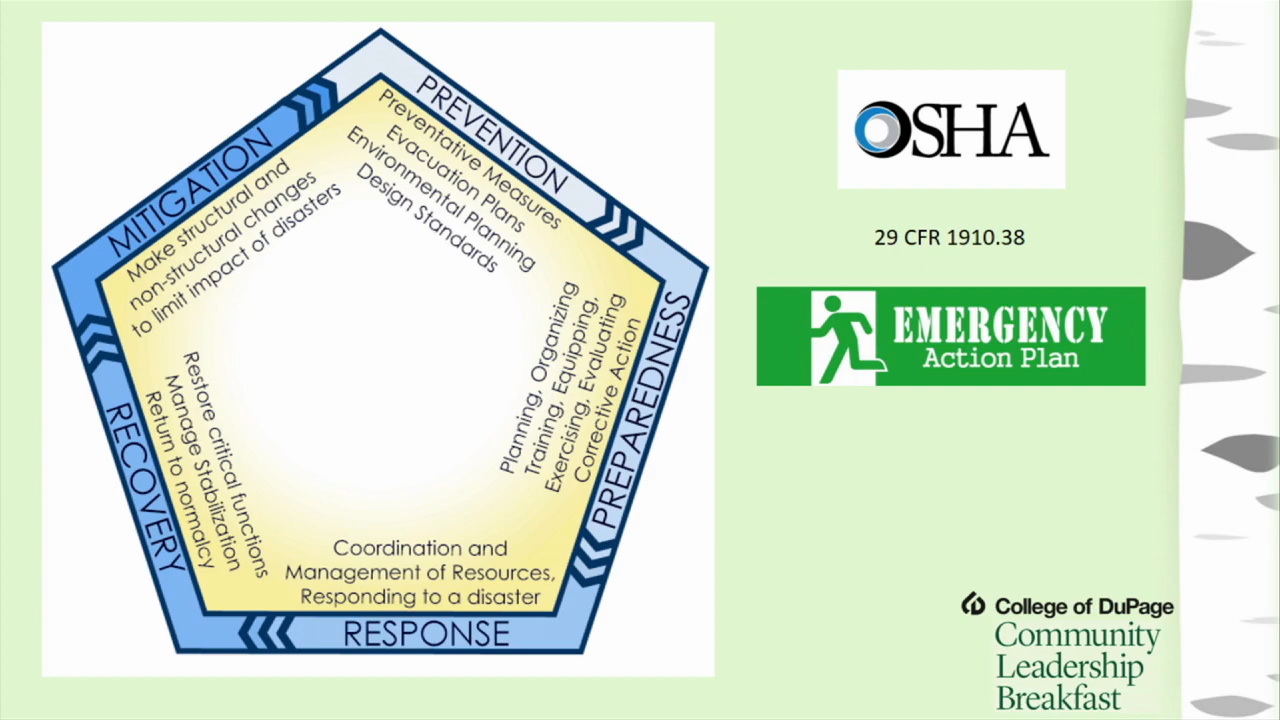 PREVENTION
Preventative Measures
Evacuation Plans
Environmental Planning
Design Standards
PREPAREDNESS
Planning, Organizing
Training, Equipping,
Exercising, Evaluating
Corrective Action
RESPONSE
Coordination and
Management of Resources,
Responding to a disaster
RECOVERY
Restore critical functions
Manage Stabilization
Return to normalcy
MITIGATION
Make structural and
non-structural changes
to limit impact of disasters
OSHA
29 CFR 1910.38
EMERGENCY
Action Plan
College of DuPage
Community
Leadership
Breakfast